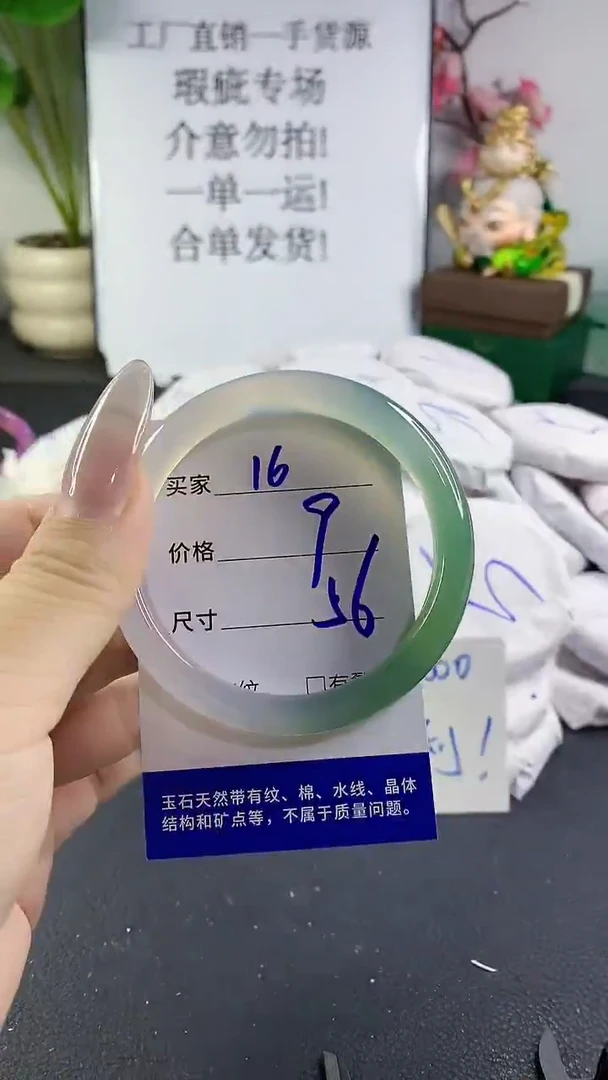 工厂直销一手货源
瑕疵专场
介意勿拍!
一单一运!
合单发货!
买家 16
价格 9
尺寸 56
纹 □有裂
玉石天然带有纹、棉、水线、晶体
结构和矿点等，不属于质量问题。